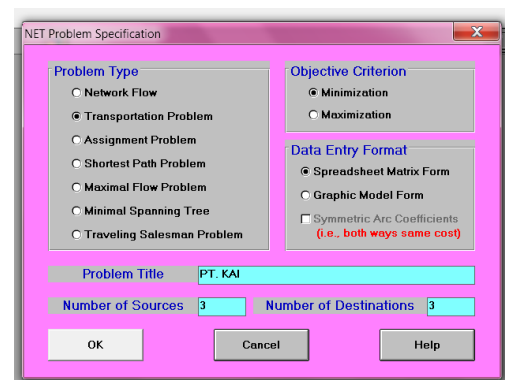 NET Problem Specification
Problem Type
Network Flow
Transportation Problem
Assignment Problem
Shortest Path Problem
Maximal Flow Problem
Minimal Spanning Tree
Traveling Salesman Problem
Objective Criterion
Minimization
Maximization
Data Entry Format
Spreadsheet Matrix Form
Graphic Model Form
Symmetric Arc Coefficients
(i.e., both ways same cost)
Problem Title PT. KAI
Number of Sources 3 Number of Destinations 3
OK Cancel Help